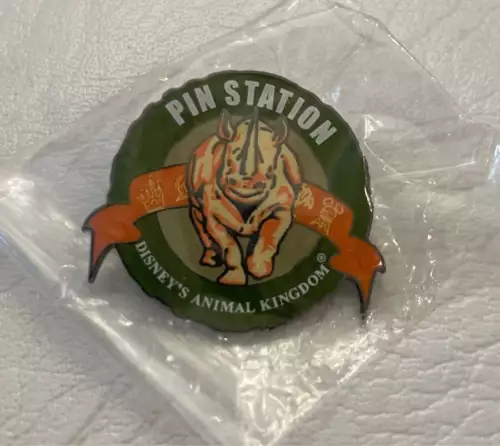 PIN STATION
DISNEY'S ANIMAL KINGDOM®